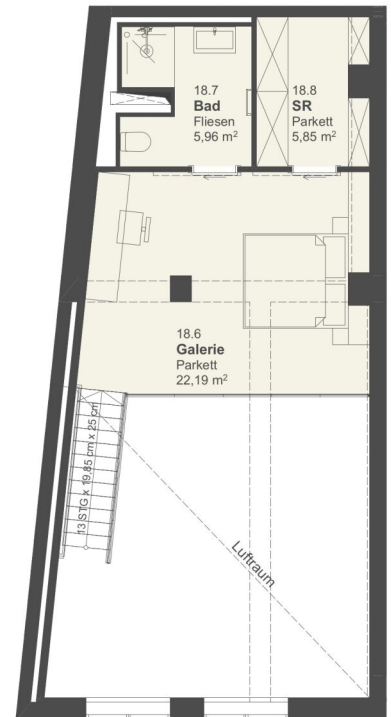 18.7
Bad
Fliesen
5,96 m²
18.8
SR
Parkett
5,85 m²
18.6
Galerie
Parkett
22,19 m²
13 STG x 19,85 cm x 25 cm
Luftraum